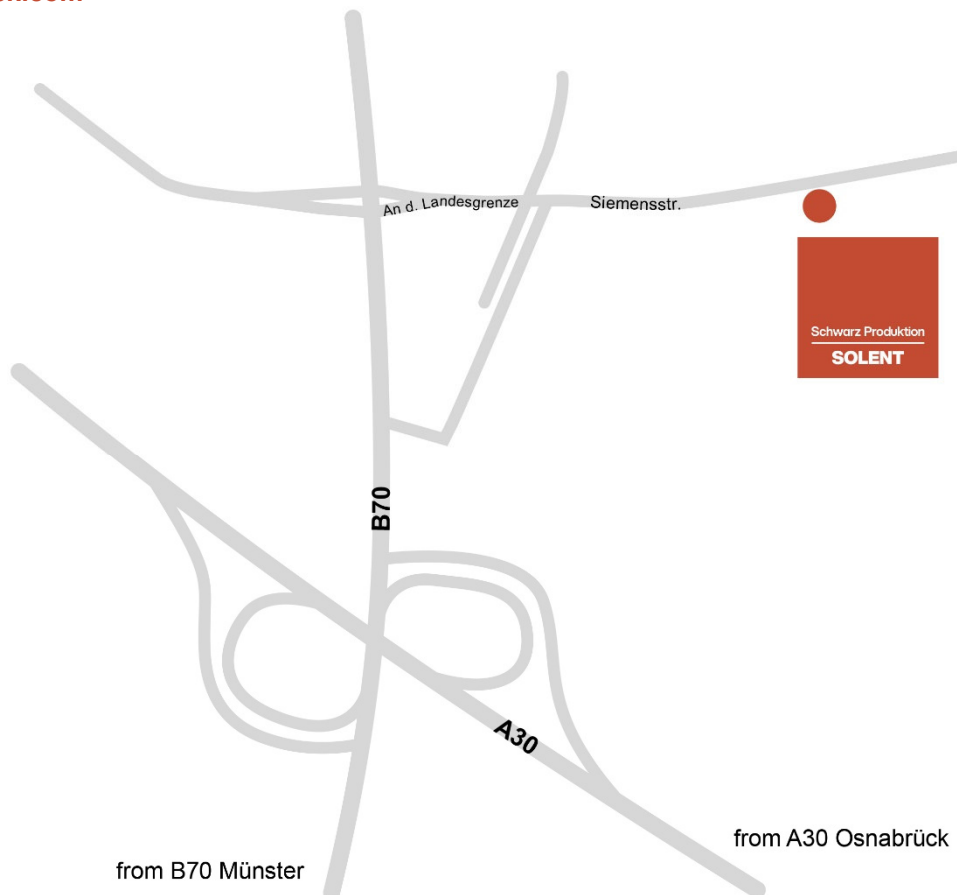 An d. Landesgrenze
Siemensstr.
Schwarz Produktion
SOLENT
B70
A30
from A30 Osnabrück
from B70 Münster